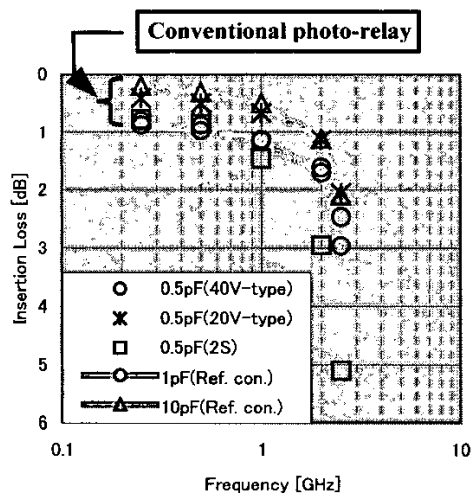 Conventional photo-relay
0
1
2
3
4
5
6
Insertion Loss [dB]
0.5pF(40V-type)
0.5pF(20V-type)
0.5pF(2S)
1pF(Ref. con.)
10pF(Ref. con.)
0.1
1
10
Frequency [GHz]